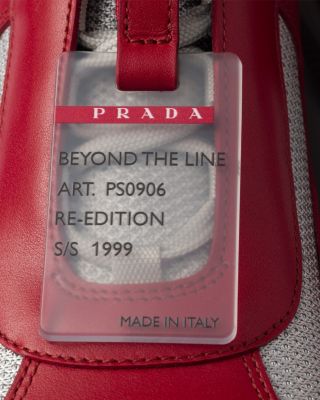 PRADA
BEYOND THE LINE
ART. PS0906
RE-EDITION
S/S 1999
MADE IN ITALY